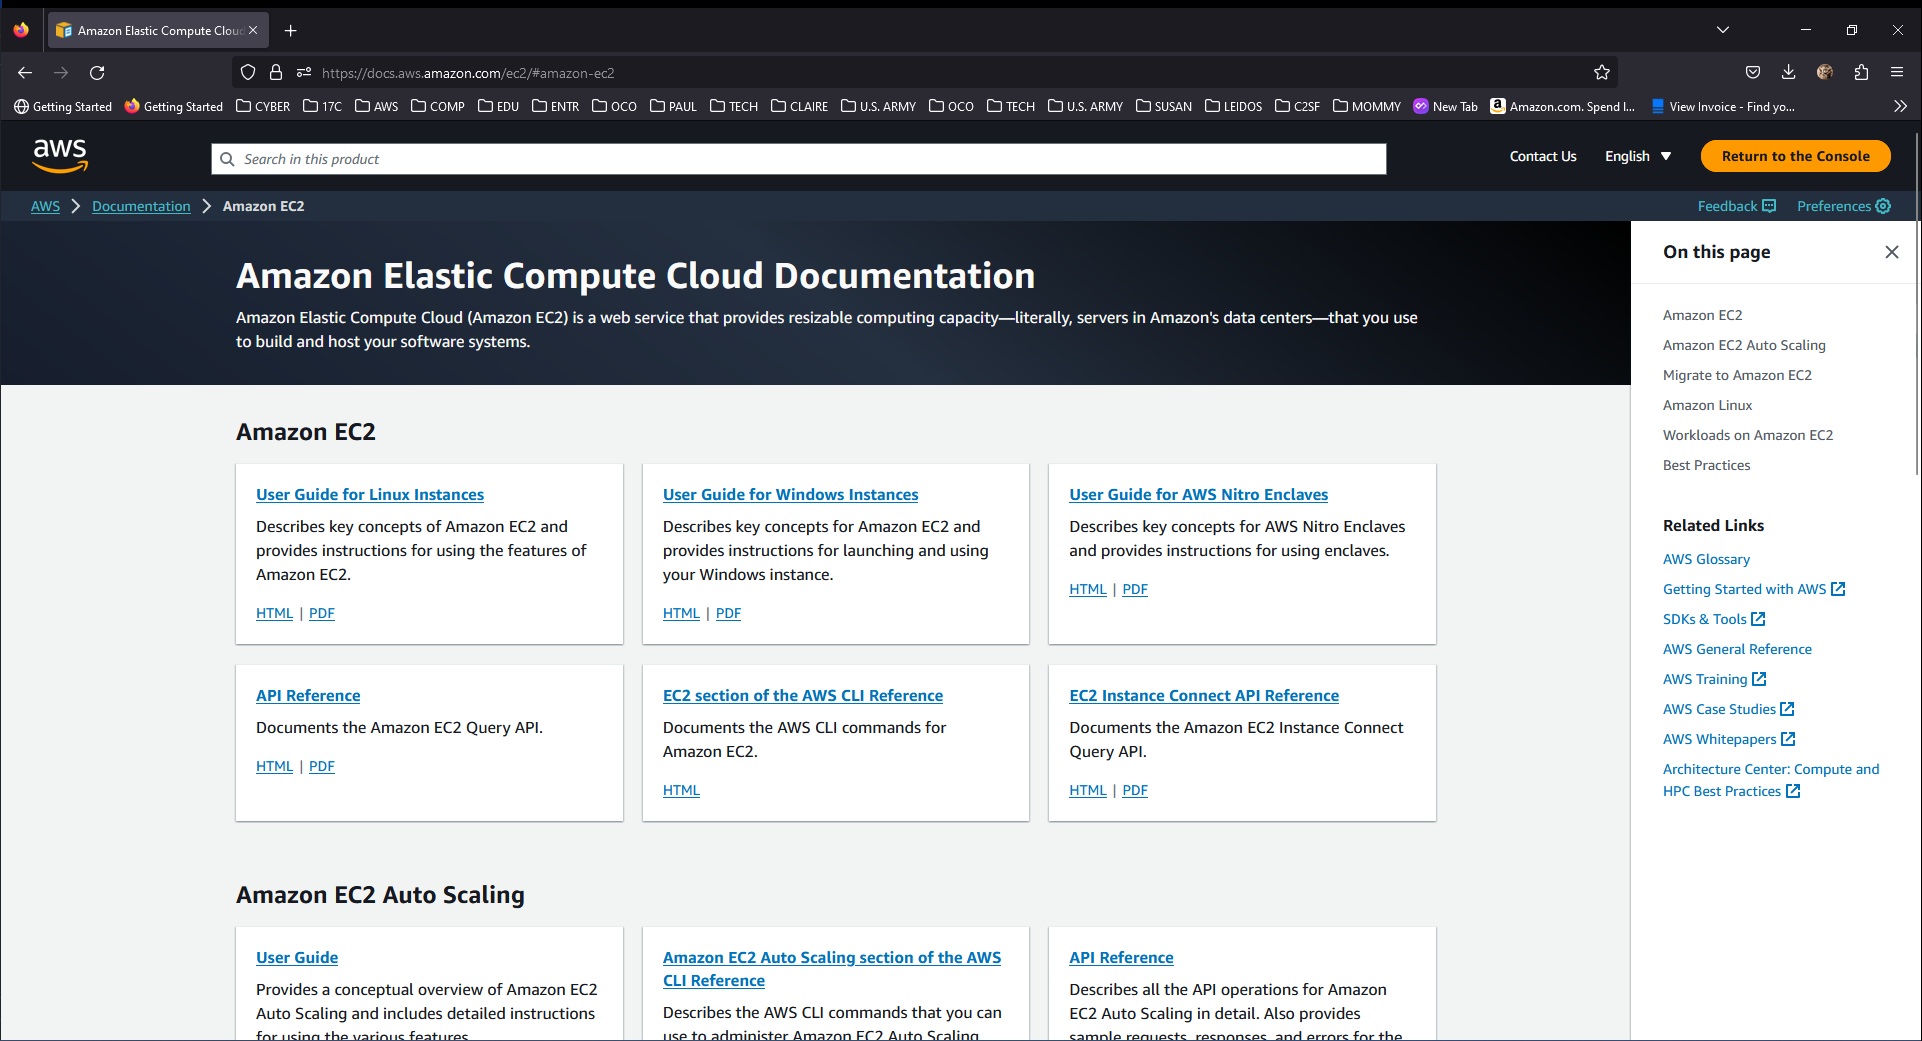 Amazon Elastic Compute Cloud
https://docs.aws.amazon.com/ec2/#amazon-ec2
Getting Started
Getting Started
CYBER
17C
AWS
COMP
EDU
ENTR
OCO
PAUL
TECH
CLAIRE
U.S. ARMY
OCO
TECH
U.S. ARMY
SUSAN
LEIDOS
C2SF
MOMMY
New Tab
Amazon.com. Spend l...
View Invoice - Find yo...
aws
Search in this product
Contact Us
English
Return to the Console
AWS
Documentation
Amazon EC2
Feedback
Preferences
Amazon Elastic Compute Cloud Documentation
Amazon Elastic Compute Cloud (Amazon EC2) is a web service that provides resizable computing capacity—literally, servers in Amazon's data centers—that you use
to build and host your software systems.
Amazon EC2
User Guide for Linux Instances
Describes key concepts of Amazon EC2 and
provides instructions for using the features of
Amazon EC2.
HTML | PDF
User Guide for Windows Instances
Describes key concepts for Amazon EC2 and
provides instructions for launching and using
your Windows instance.
HTML | PDF
User Guide for AWS Nitro Enclaves
Describes key concepts for AWS Nitro Enclaves
and provides instructions for using enclaves.
HTML | PDF
API Reference
Documents the Amazon EC2 Query API.
HTML | PDF
EC2 section of the AWS CLI Reference
Documents the AWS CLI commands for
Amazon EC2.
HTML
EC2 Instance Connect API Reference
Documents the Amazon EC2 Instance Connect
Query API.
HTML | PDF
Amazon EC2 Auto Scaling
User Guide
Provides a conceptual overview of Amazon EC2
Auto Scaling and includes detailed instructions
for using the various features.
Amazon EC2 Auto Scaling section of the AWS
CLI Reference
Describes the AWS CLI commands that you can
use to administer Amazon EC2 Auto Scaling
API Reference
Describes all the API operations for Amazon
EC2 Auto Scaling in detail. Also provides
sample requests, responses, and errors for the
On this page
Amazon EC2
Amazon EC2 Auto Scaling
Migrate to Amazon EC2
Amazon Linux
Workloads on Amazon EC2
Best Practices
Related Links
AWS Glossary
Getting Started with AWS
SDKs & Tools
AWS General Reference
AWS Training
AWS Case Studies
AWS Whitepapers
Architecture Center: Compute and
HPC Best Practices